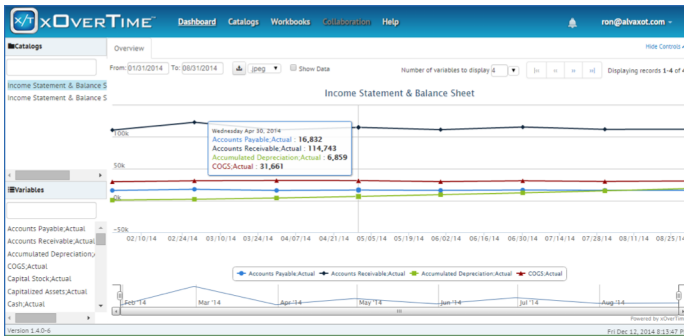 x/T xOverTime
Dashboard Catalogs Workbooks Collaboration Help
ron@alvaxot.com
Catalogs
Overview
Hide Controls
From: 01/31/2014 To: 08/31/2014 jpeg Show Data
Number of variables to display 4
Displaying records 1-4 of 4
Income Statement & Balance S
Income Statement & Balance S
Income Statement & Balance Sheet
100k
50k
0k
-50k
Wednesday Apr 30, 2014
Accounts Payable;Actual : 16,832
Accounts Receivable;Actual : 114,743
Accumulated Depreciation;Actual : 6,859
COGS;Actual : 31,661
02/10/14 02/24/14 03/10/14 03/24/14 04/07/14 04/21/14 05/05/14 05/19/14 06/02/14 06/16/14 06/30/14 07/14/14 07/28/14 08/11/14 08/25/14
Variables
Accounts Payable;Actual
Accounts Receivable;Actual
Accumulated Depreciation;
COGS;Actual
Capital Stock;Actual
Capitalized Assets;Actual
Cash;Actual
Accounts Payable;Actual Accounts Receivable;Actual Accumulated Depreciation;Actual COGS;Actual
Feb '14 Mar '14 Apr '14 May '14 Jun '14 Jul '14 Aug '14
Powered by xOverTim
Version 1.4.0-6
Fri Dec 12, 2014 8:13:47 P